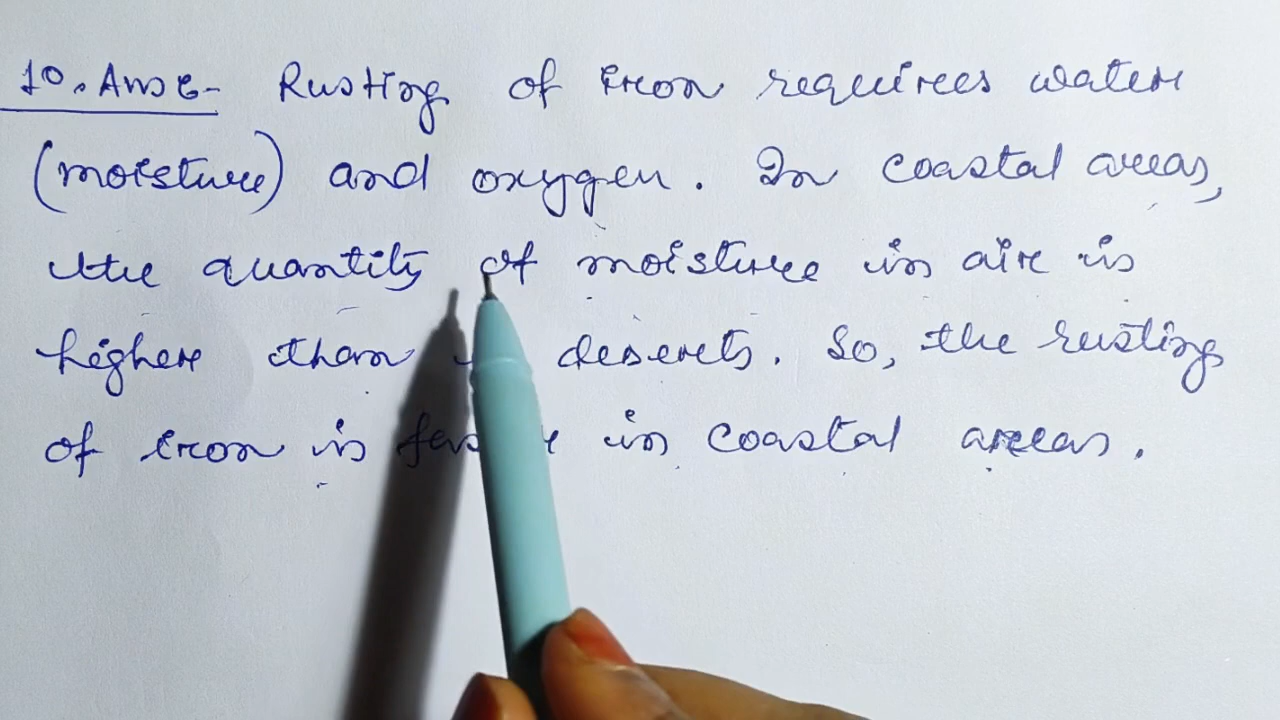 10. Ans:- Rusting of iron requires water
(moisture) and oxygen. In coastal areas,
the quantity of moisture in air is
higher than deserts. So, the rusting
of iron is in coastal areas.